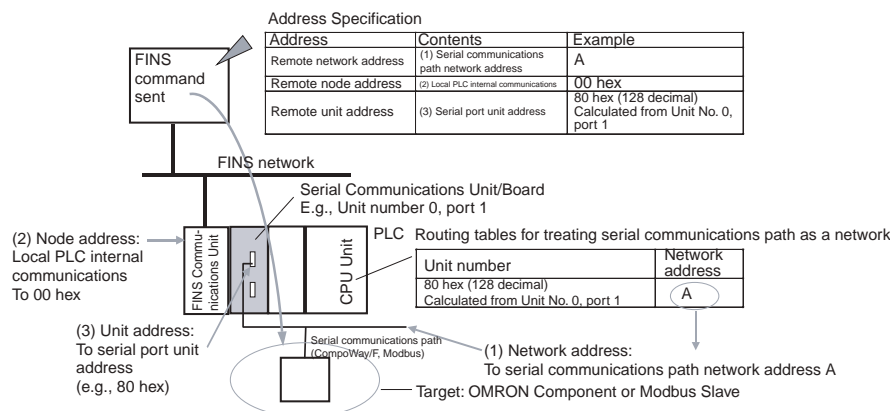 Address Specification
Address Contents Example
Remote network address (1) Serial communications path network address A
Remote node address (2) Local PLC internal communications 00 hex
Remote unit address (3) Serial port unit address 80 hex (128 decimal)
Calculated from Unit No. 0,
port 1
FINS
command
sent
FINS network
Serial Communications Unit/Board
E.g., Unit number 0, port 1
(2) Node address:
Local PLC internal
communications
To 00 hex
FINS Commu-
nications Unit
CPU Unit
PLC
Routing tables for treating serial communications path as a network
Unit number Network address
80 hex (128 decimal)
Calculated from Unit No. 0, port 1 A
(3) Unit address:
To serial port unit
address
(e.g., 80 hex)
Serial communications path
(CompoWay/F, Modbus)
(1) Network address:
To serial communications path network address A
Target: OMRON Component or Modbus Slave